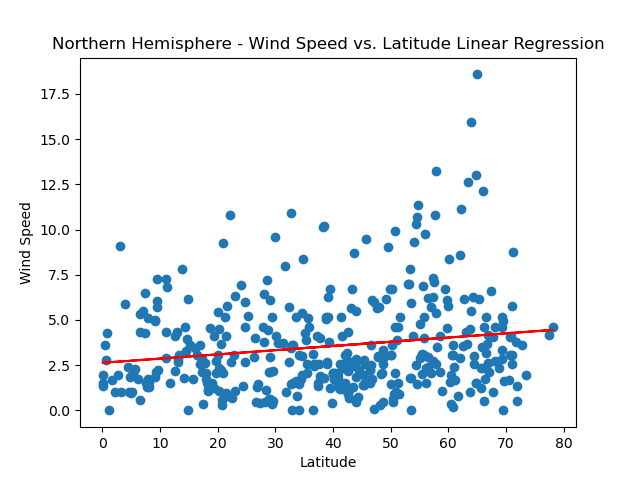 Northern Hemisphere - Wind Speed vs. Latitude Linear Regression
17.5
15.0
12.5
10.0
7.5
5.0
2.5
0.0
Wind Speed
0 10 20 30 40 50 60 70 80
Latitude